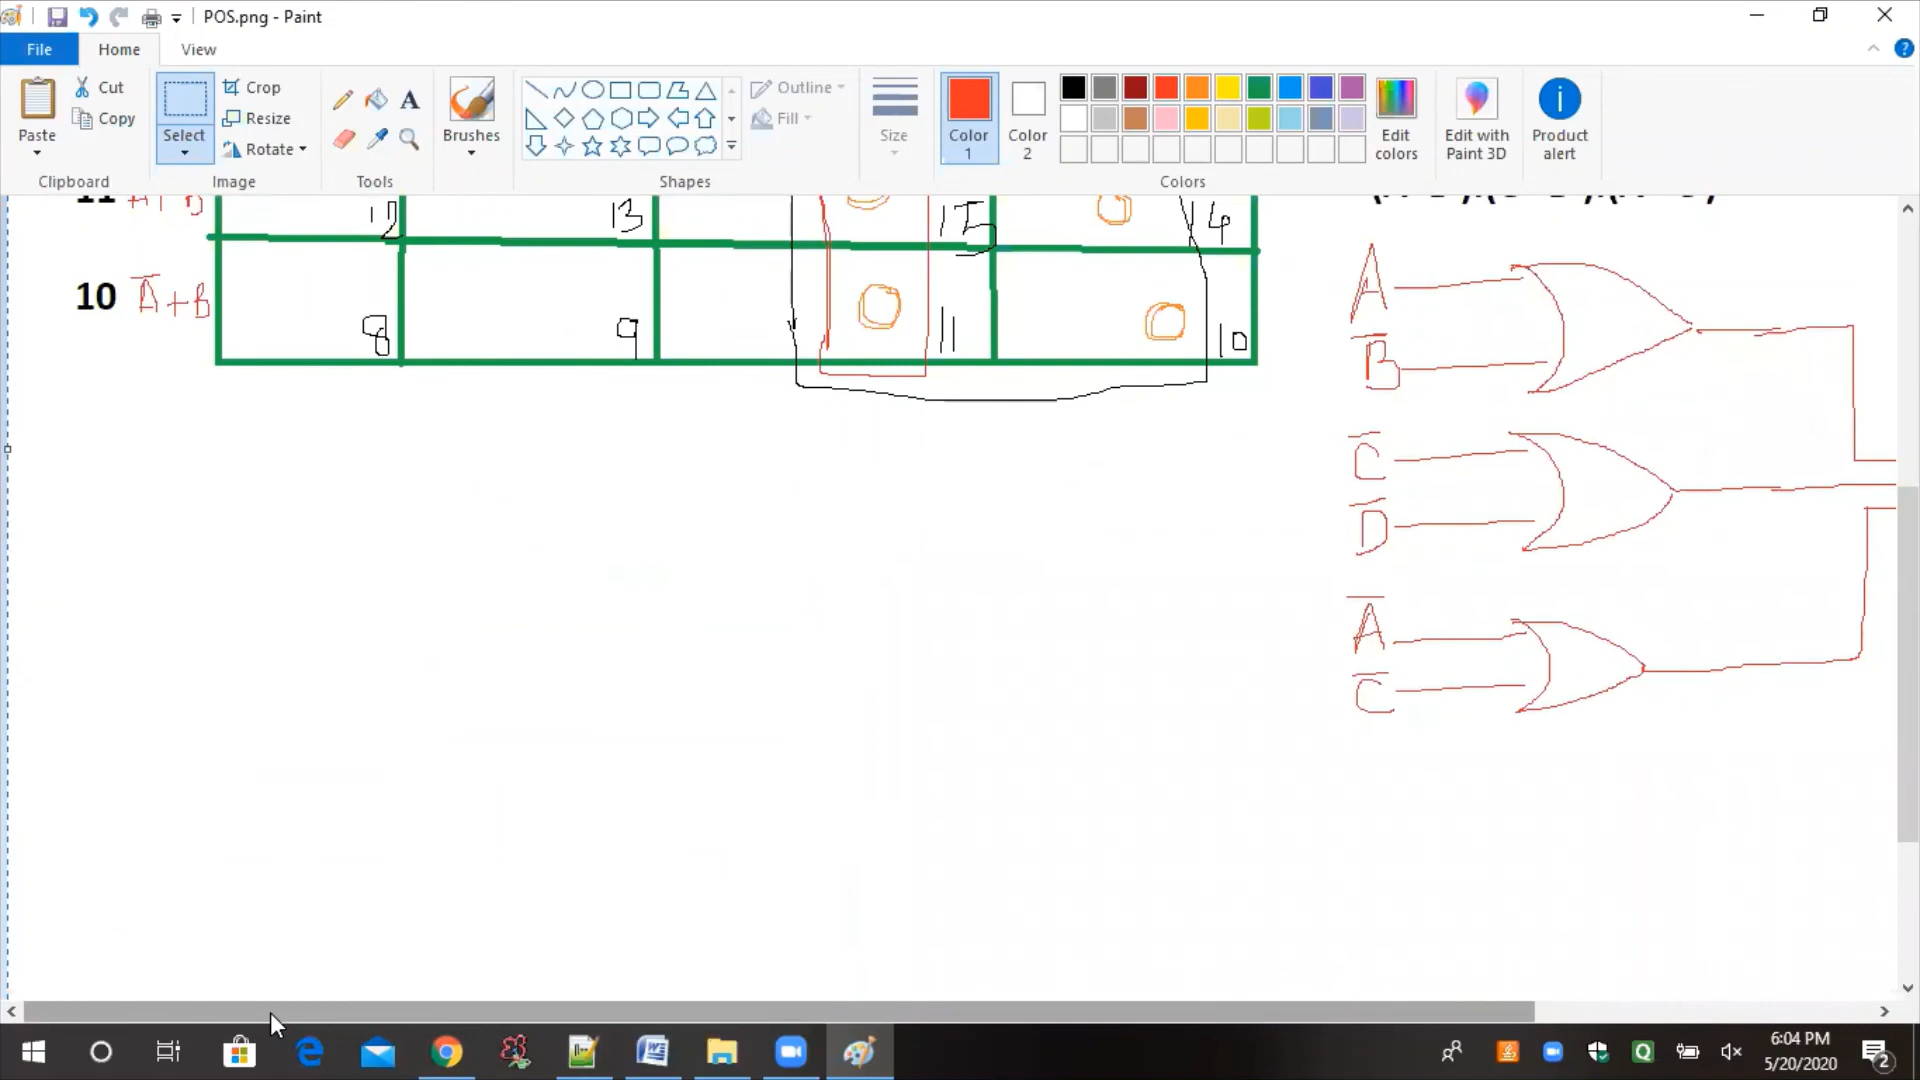 POS.png - Paint
File Home View
Paste Cut Copy Select Crop Resize Rotate Brushes Outline Fill Size Color 1 Color 2 Edit colors Edit with Paint 3D Product alert
Clipboard Image Tools Shapes Colors
11 A+B 12 13 15 14
10 A̅+B 8 9 11 10
A
B̅
C̅
D̅
A̅
C̅
6:04 PM
5/20/2020
2